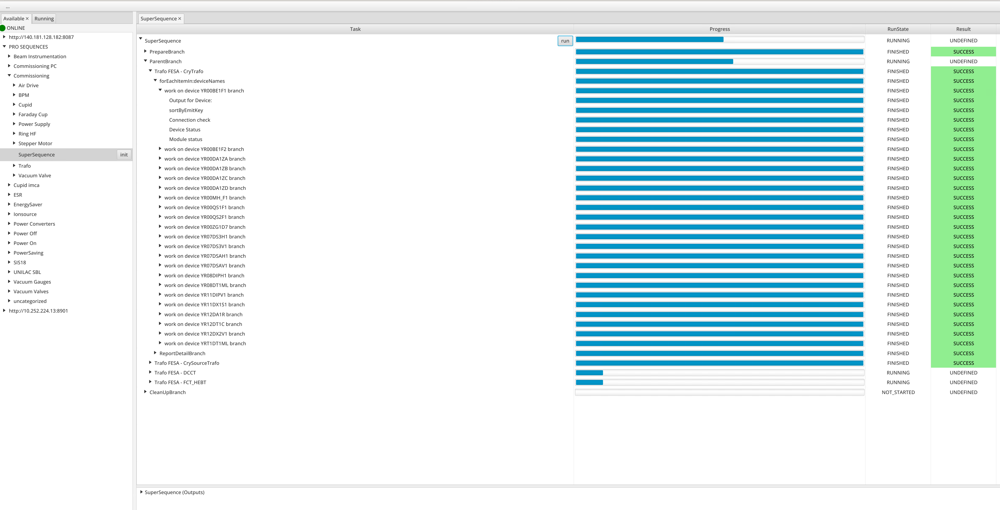 ...
Available Running
ONLINE
http://140.181.128.182:8087
PRO SEQUENCES
Beam Instrumentation
Commissioning PC
Commissioning
Air Drive
BPM
Cupid
Faraday Cup
Power Supply
Ring HF
Stepper Motor
SuperSequence init
Trafo
Vacuum Valve
Cupid imca
ESR
EnergySaver
Ionsource
Power Converters
Power Off
Power On
PowerSaving
SIS18
UNILAC SBL
Vacuum Gauges
Vacuum Valves
uncategorized
http://10.252.224.13:8901
SuperSequence
Task Progress RunState Result
SuperSequence run RUNNING UNDEFINED
PrepareBranch FINISHED SUCCESS
ParentBranch RUNNING UNDEFINED
Trafo FESA - CryTrafo FINISHED SUCCESS
forEachItemIn:deviceNames FINISHED SUCCESS
work on device YR00BE1F1 branch FINISHED SUCCESS
Output for Device: FINISHED SUCCESS
sortByEmitKey FINISHED SUCCESS
Connection check FINISHED SUCCESS
Device Status FINISHED SUCCESS
Module status FINISHED SUCCESS
work on device YR00BE1F2 branch FINISHED SUCCESS
work on device YR00DA1ZA branch FINISHED SUCCESS
work on device YR00DA1ZB branch FINISHED SUCCESS
work on device YR00DA1ZC branch FINISHED SUCCESS
work on device YR00DA1ZD branch FINISHED SUCCESS
work on device YR00MH_F1 branch FINISHED SUCCESS
work on device YR00QS1F1 branch FINISHED SUCCESS
work on device YR00QS2F1 branch FINISHED SUCCESS
work on device YR00ZG1D7 branch FINISHED SUCCESS
work on device YR07DS3H1 branch FINISHED SUCCESS
work on device YR07DS3V1 branch FINISHED SUCCESS
work on device YR07DSAH1 branch FINISHED SUCCESS
work on device YR07DSAV1 branch FINISHED SUCCESS
work on device YR08DIPH1 branch FINISHED SUCCESS
work on device YR08DT1ML branch FINISHED SUCCESS
work on device YR11DIPV1 branch FINISHED SUCCESS
work on device YR11DX1S1 branch FINISHED SUCCESS
work on device YR12DA1R branch FINISHED SUCCESS
work on device YR12DT1C branch FINISHED SUCCESS
work on device YR12DX2V1 branch FINISHED SUCCESS
work on device YRT1DT1ML branch FINISHED SUCCESS
ReportDetailBranch FINISHED SUCCESS
Trafo FESA - CrySourceTrafo FINISHED SUCCESS
Trafo FESA - DCCT RUNNING UNDEFINED
Trafo FESA - FCT_HEBT RUNNING UNDEFINED
CleanUpBranch NOT_STARTED UNDEFINED
SuperSequence (Outputs)